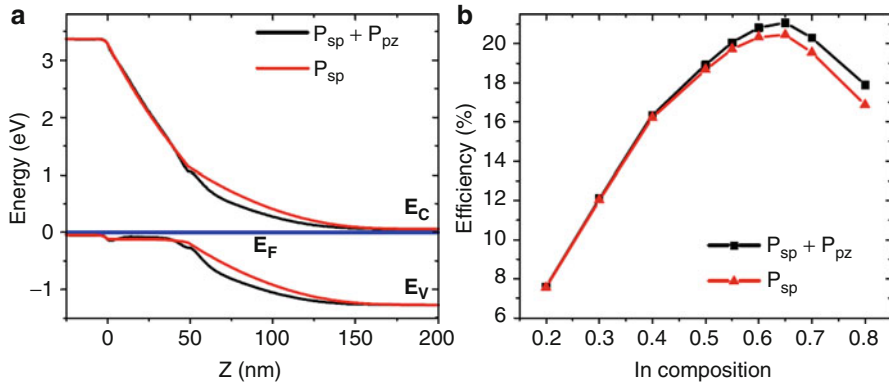 a
P_sp + P_pz
P_sp
3
2
1
0
−1
Energy (eV)
E_C
E_F
E_V
0
50
100
150
200
Z (nm)
b
20
18
16
14
12
10
8
6
Efficiency (%)
P_sp + P_pz
P_sp
0.2
0.3
0.4
0.5
0.6
0.7
0.8
In composition